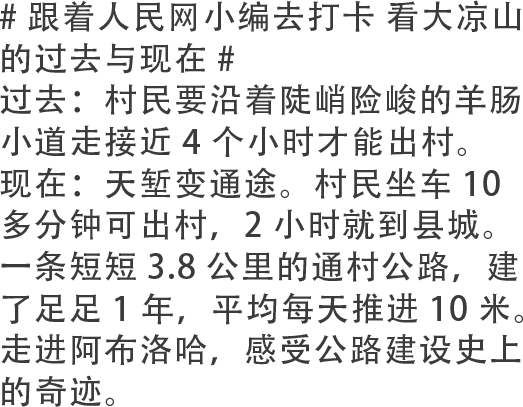 # 跟着人民网小编去打卡 看大凉山
的过去与现在 #
过去：村民要沿着陡峭险峻的羊肠
小道走接近 4 个小时才能出村。
现在：天堑变通途。村民坐车 10
多分钟可出村，2 小时就到县城。
一条短短 3.8 公里的通村公路，建
了足足 1 年，平均每天推进 10 米。
走进阿布洛哈，感受公路建设史上
的奇迹。